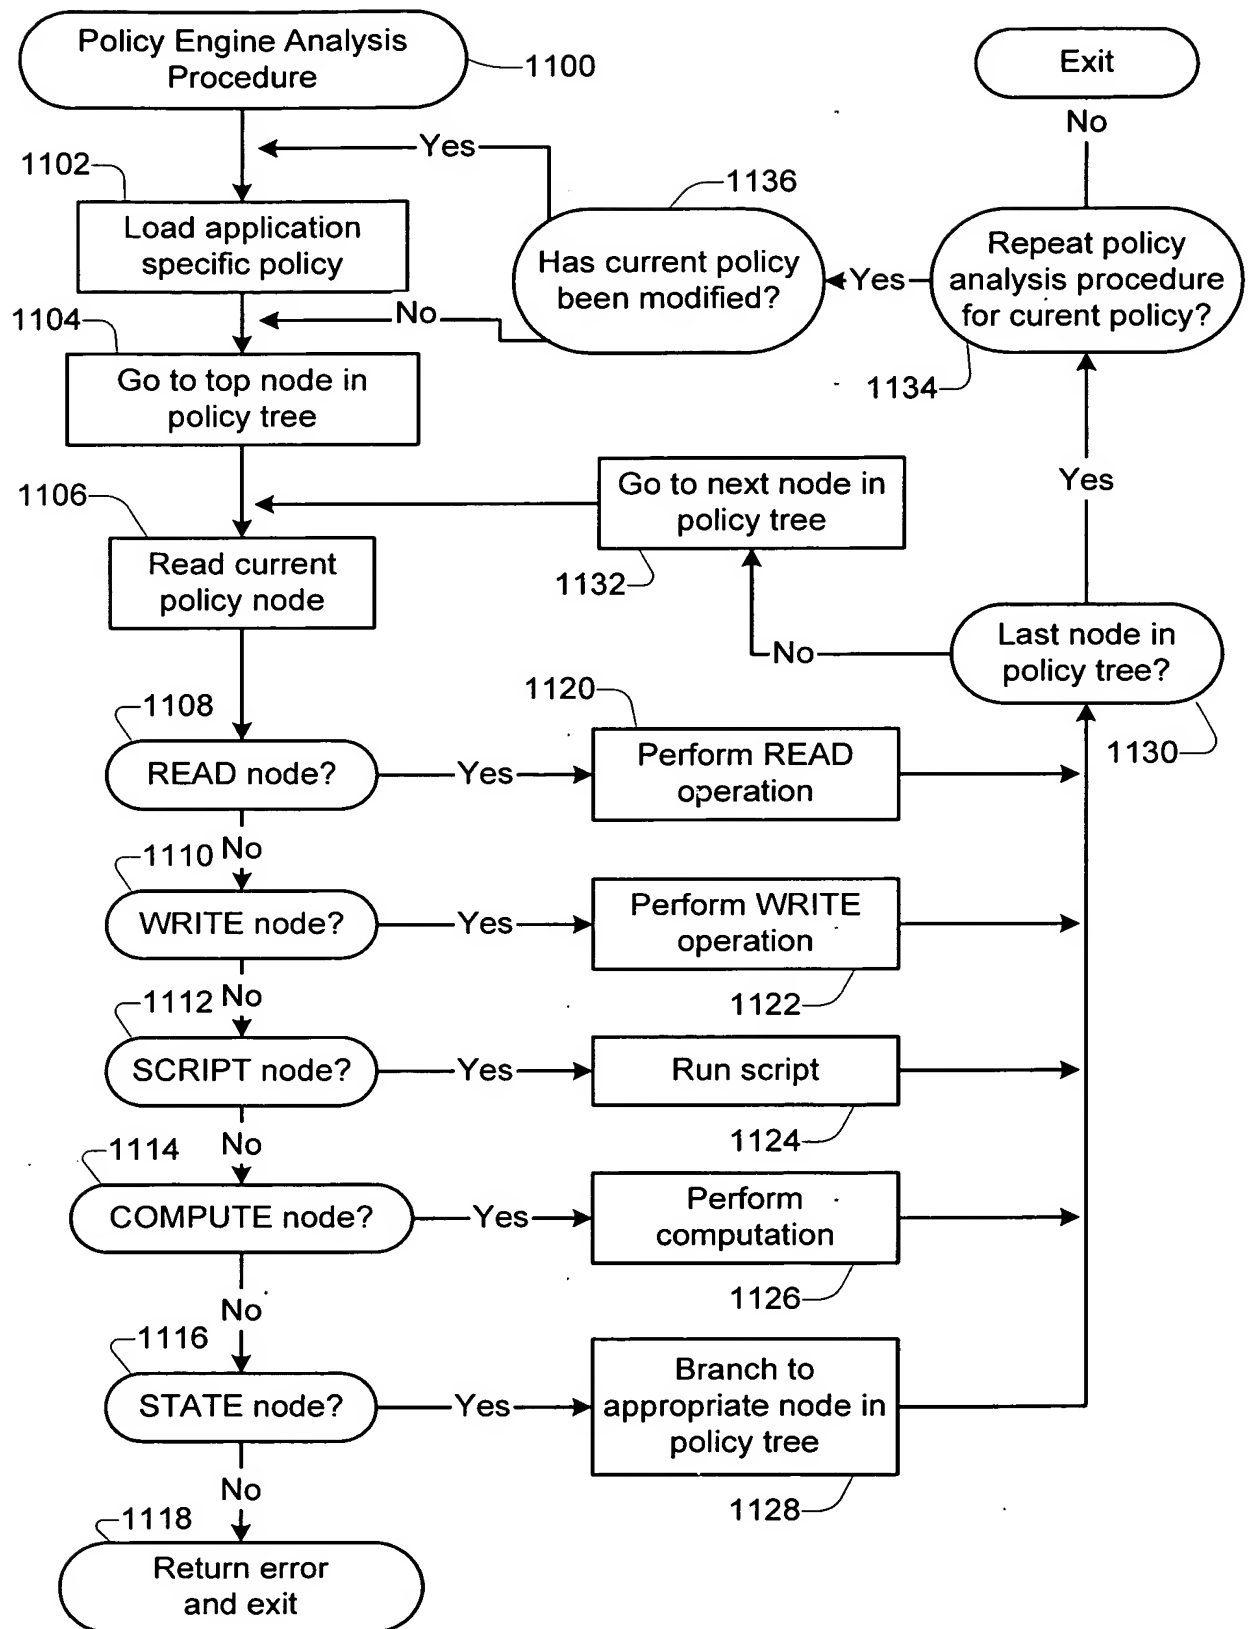 Policy Engine Analysis
Procedure
1100
Exit
No
Yes
1102
1136
Load application
specific policy
Has current policy
been modified?
Yes
Repeat policy
analysis procedure
for curent policy?
1104
No
1134
Go to top node in
policy tree
Yes
1106
Go to next node in
policy tree
Read current
policy node
1132
Last node in
policy tree?
No
1130
1108
1120
READ node?
Yes
Perform READ
operation
No
1110
WRITE node?
Yes
Perform WRITE
operation
1122
No
1112
SCRIPT node?
Yes
Run script
1124
No
1114
COMPUTE node?
Yes
Perform
computation
1126
No
1116
STATE node?
Yes
Branch to
appropriate node in
policy tree
1128
No
1118
Return error
and exit